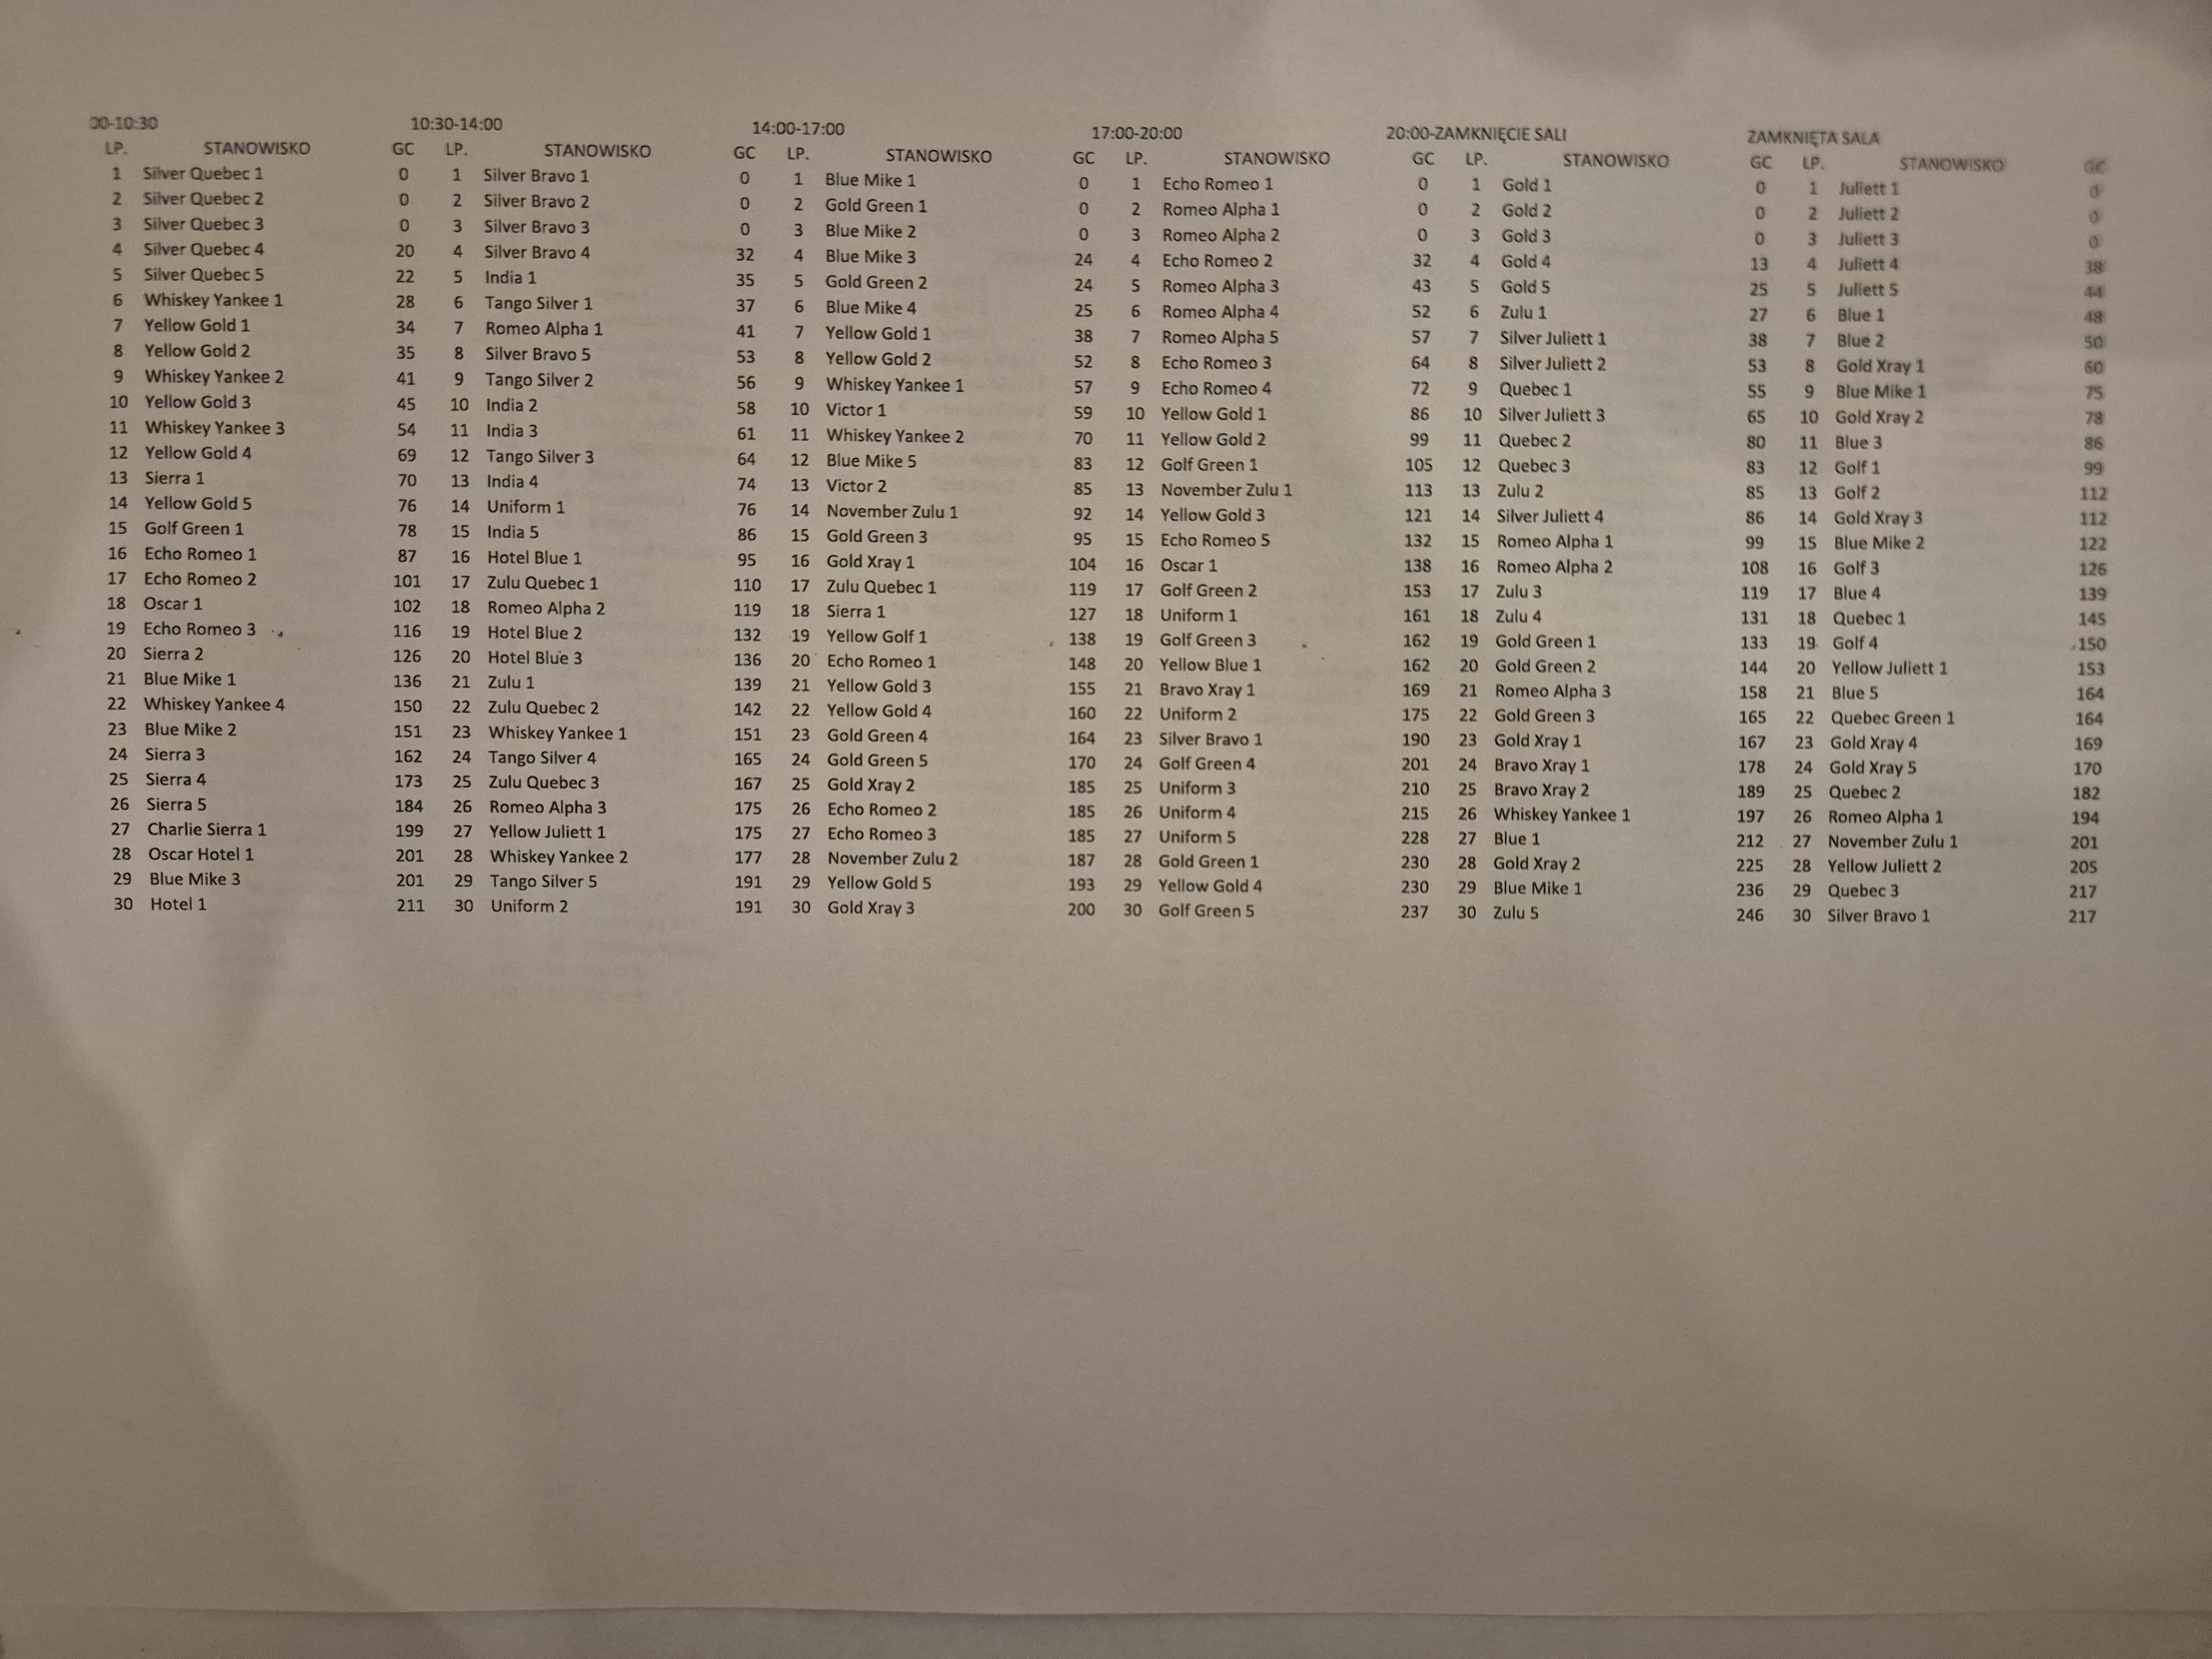 00-10:30 10:30-14:00 14:00-17:00 17:00-20:00 20:00-ZAMKNIĘCIE SALI ZAMKNIĘTA SALA
LP. STANOWISKO GC LP. STANOWISKO GC LP. STANOWISKO GC LP. STANOWISKO GC LP. STANOWISKO GC LP. STANOWISKO GC
1 Silver Quebec 1 0 1 Silver Bravo 1 0 1 Blue Mike 1 0 1 Echo Romeo 1 0 1 Gold 1 0 1 Juliett 1 0
2 Silver Quebec 2 0 2 Silver Bravo 2 0 2 Gold Green 1 0 2 Romeo Alpha 1 0 2 Gold 2 0 2 Juliett 2 0
3 Silver Quebec 3 0 3 Silver Bravo 3 0 3 Blue Mike 2 0 3 Romeo Alpha 2 0 3 Gold 3 0 3 Juliett 3 0
4 Silver Quebec 4 20 4 Silver Bravo 4 32 4 Blue Mike 3 24 4 Echo Romeo 2 32 4 Gold 4 13 4 Juliett 4 38
5 Silver Quebec 5 22 5 India 1 35 5 Gold Green 2 24 5 Romeo Alpha 3 43 5 Gold 5 25 5 Juliett 5 44
6 Whiskey Yankee 1 28 6 Tango Silver 1 37 6 Blue Mike 4 25 6 Romeo Alpha 4 52 6 Zulu 1 27 6 Blue 1 48
7 Yellow Gold 1 34 7 Romeo Alpha 1 41 7 Yellow Gold 1 38 7 Romeo Alpha 5 57 7 Silver Juliett 1 38 7 Blue 2 50
8 Yellow Gold 2 35 8 Silver Bravo 5 53 8 Yellow Gold 2 52 8 Echo Romeo 3 64 8 Silver Juliett 2 53 8 Gold Xray 1 60
9 Whiskey Yankee 2 41 9 Tango Silver 2 56 9 Whiskey Yankee 1 57 9 Echo Romeo 4 72 9 Quebec 1 55 9 Blue Mike 1 75
10 Yellow Gold 3 45 10 India 2 58 10 Victor 1 59 10 Yellow Gold 1 86 10 Silver Juliett 3 65 10 Gold Xray 2 78
11 Whiskey Yankee 3 54 11 India 3 61 11 Whiskey Yankee 2 70 11 Yellow Gold 2 99 11 Quebec 2 80 11 Blue 3 86
12 Yellow Gold 4 69 12 Tango Silver 3 64 12 Blue Mike 5 83 12 Golf Green 1 105 12 Quebec 3 83 12 Golf 1 99
13 Sierra 1 70 13 India 4 74 13 Victor 2 85 13 November Zulu 1 113 13 Zulu 2 85 13 Golf 2 112
14 Yellow Gold 5 76 14 Uniform 1 76 14 November Zulu 1 92 14 Yellow Gold 3 121 14 Silver Juliett 4 86 14 Gold Xray 3 112
15 Golf Green 1 78 15 India 5 86 15 Gold Green 3 95 15 Echo Romeo 5 132 15 Romeo Alpha 1 99 15 Blue Mike 2 122
16 Echo Romeo 1 87 16 Hotel Blue 1 95 16 Gold Xray 1 104 16 Oscar 1 138 16 Romeo Alpha 2 108 16 Golf 3 126
17 Echo Romeo 2 101 17 Zulu Quebec 1 110 17 Zulu Quebec 1 119 17 Golf Green 2 153 17 Zulu 3 119 17 Blue 4 139
18 Oscar 1 102 18 Romeo Alpha 2 119 18 Sierra 1 127 18 Uniform 1 161 18 Zulu 4 131 18 Quebec 1 145
19 Echo Romeo 3 116 19 Hotel Blue 2 132 19 Yellow Golf 1 138 19 Golf Green 3 162 19 Gold Green 1 133 19 Golf 4 150
20 Sierra 2 126 20 Hotel Blue 3 136 20 Echo Romeo 1 148 20 Yellow Blue 1 162 20 Gold Green 2 144 20 Yellow Juliett 1 153
21 Blue Mike 1 136 21 Zulu 1 139 21 Yellow Gold 3 155 21 Bravo Xray 1 169 21 Romeo Alpha 3 158 21 Blue 5 164
22 Whiskey Yankee 4 150 22 Zulu Quebec 2 142 22 Yellow Gold 4 160 22 Uniform 2 175 22 Gold Green 3 165 22 Quebec Green 1 164
23 Blue Mike 2 151 23 Whiskey Yankee 1 151 23 Gold Green 4 164 23 Silver Bravo 1 190 23 Gold Xray 1 167 23 Gold Xray 4 169
24 Sierra 3 162 24 Tango Silver 4 165 24 Gold Green 5 170 24 Golf Green 4 201 24 Bravo Xray 1 178 24 Gold Xray 5 170
25 Sierra 4 173 25 Zulu Quebec 3 167 25 Gold Xray 2 185 25 Uniform 3 210 25 Bravo Xray 2 189 25 Quebec 2 182
26 Sierra 5 184 26 Romeo Alpha 3 175 26 Echo Romeo 2 185 26 Uniform 4 215 26 Whiskey Yankee 1 197 26 Romeo Alpha 1 194
27 Charlie Sierra 1 199 27 Yellow Juliett 1 175 27 Echo Romeo 3 185 27 Uniform 5 228 27 Blue 1 212 27 November Zulu 1 201
28 Oscar Hotel 1 201 28 Whiskey Yankee 2 177 28 November Zulu 2 187 28 Gold Green 1 230 28 Gold Xray 2 225 28 Yellow Juliett 2 205
29 Blue Mike 3 201 29 Tango Silver 5 191 29 Yellow Gold 5 193 29 Yellow Gold 4 230 29 Blue Mike 1 236 29 Quebec 3 217
30 Hotel 1 211 30 Uniform 2 191 30 Gold Xray 3 200 30 Golf Green 5 237 30 Zulu 5 246 30 Silver Bravo 1 217